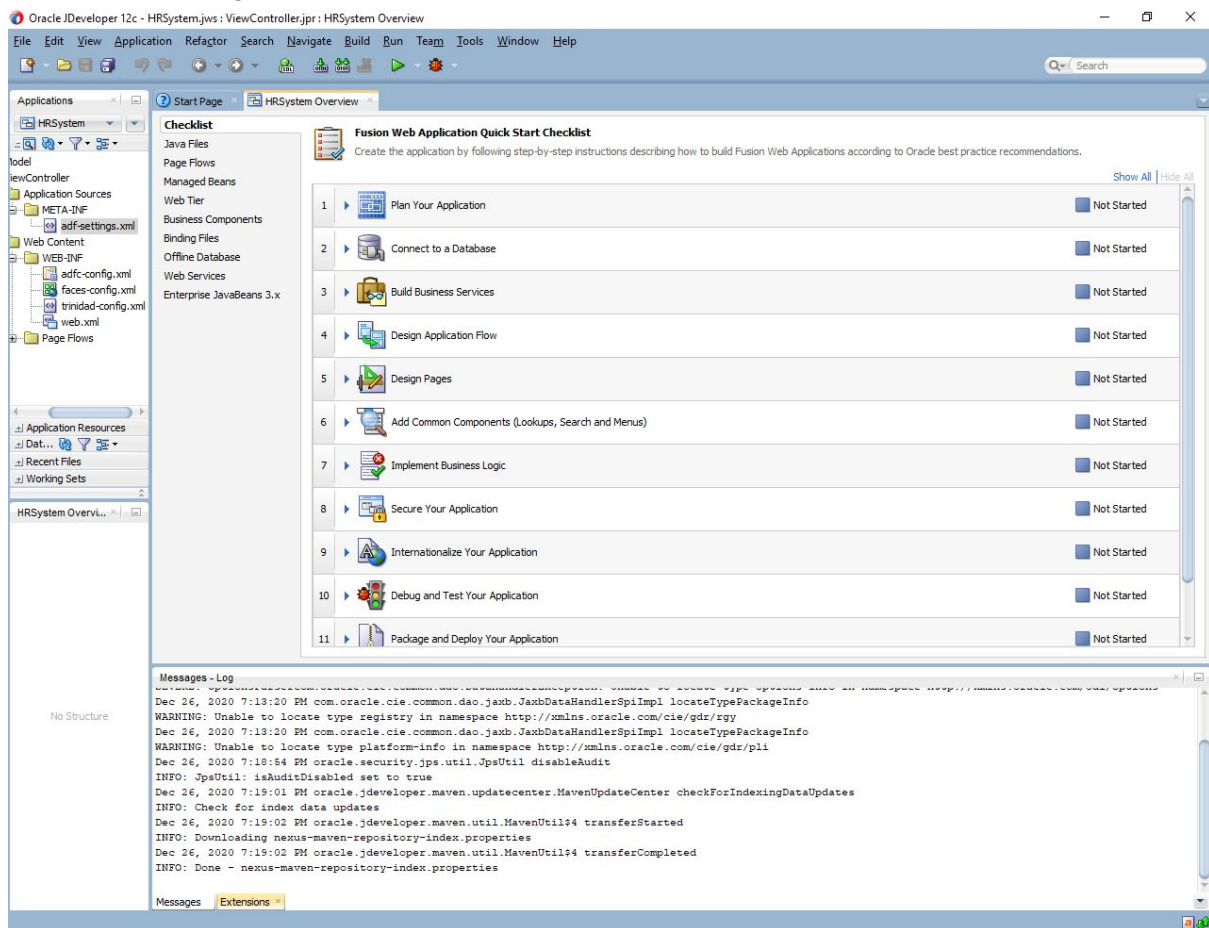 Oracle JDeveloper 12c - HRSystem.jws : ViewController.jpr : HRSystem Overview
File Edit View Application Refactor Search Navigate Build Run Team Tools Window Help
Search
Applications
HRSystem
Model
ViewController
Application Sources
META-INF
adf-settings.xml
Web Content
WEB-INF
adfc-config.xml
faces-config.xml
trinidad-config.xml
web.xml
Page Flows
Application Resources
Dat...
Recent Files
Working Sets
HRSystem Overvi...
No Structure
Start Page HRSystem Overview
Checklist
Java Files
Page Flows
Managed Beans
Web Tier
Business Components
Binding Files
Offline Database
Web Services
Enterprise JavaBeans 3.x
Fusion Web Application Quick Start Checklist
Create the application by following step-by-step instructions describing how to build Fusion Web Applications according to Oracle best practice recommendations.
Show All | Hide All
1 Plan Your Application Not Started
2 Connect to a Database Not Started
3 Build Business Services Not Started
4 Design Application Flow Not Started
5 Design Pages Not Started
6 Add Common Components (Lookups, Search and Menus) Not Started
7 Implement Business Logic Not Started
8 Secure Your Application Not Started
9 Internationalize Your Application Not Started
10 Debug and Test Your Application Not Started
11 Package and Deploy Your Application Not Started
Messages - Log
Dec 26, 2020 7:13:20 PM com.oracle.cie.common.dao.jaxb.JaxbDataHandlerSpiImpl locateTypePackageInfo
WARNING: Unable to locate type registry in namespace http://xmlns.oracle.com/cie/gdr/rgy
Dec 26, 2020 7:13:20 PM com.oracle.cie.common.dao.jaxb.JaxbDataHandlerSpiImpl locateTypePackageInfo
WARNING: Unable to locate type platform-info in namespace http://xmlns.oracle.com/cie/gdr/pli
Dec 26, 2020 7:18:54 PM oracle.security.jps.util.JpsUtil disableAudit
INFO: JpsUtil: isAuditDisabled set to true
Dec 26, 2020 7:19:01 PM oracle.jdeveloper.maven.updatecenter.MavenUpdateCenter checkForIndexingDataUpdates
INFO: Check for index data updates
Dec 26, 2020 7:19:02 PM oracle.jdeveloper.maven.util.MavenUtil$4 transferStarted
INFO: Downloading nexus-maven-repository-index.properties
Dec 26, 2020 7:19:02 PM oracle.jdeveloper.maven.util.MavenUtil$4 transferCompleted
INFO: Done - nexus-maven-repository-index.properties
Messages Extensions